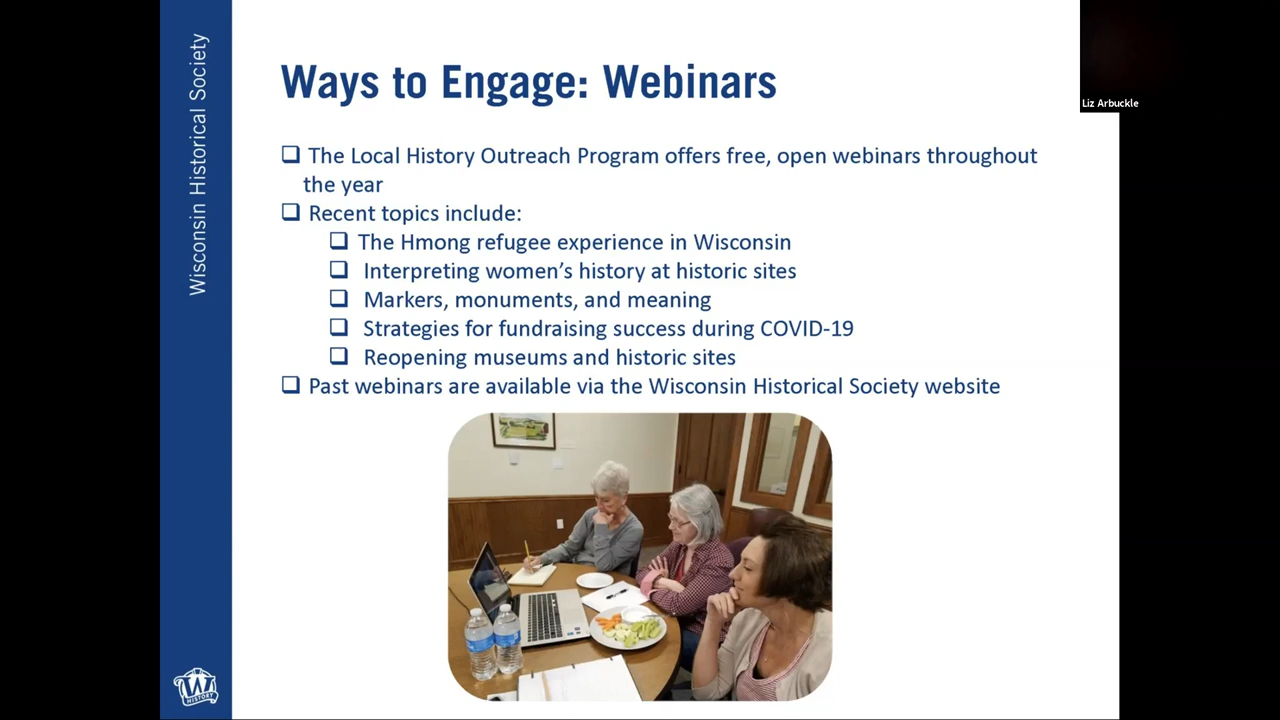 Wisconsin Historical Society
Ways to Engage: Webinars
Liz Arbuckle
The Local History Outreach Program offers free, open webinars throughout
the year
Recent topics include:
The Hmong refugee experience in Wisconsin
Interpreting women’s history at historic sites
Markers, monuments, and meaning
Strategies for fundraising success during COVID-19
Reopening museums and historic sites
Past webinars are available via the Wisconsin Historical Society website
W
HISTORY